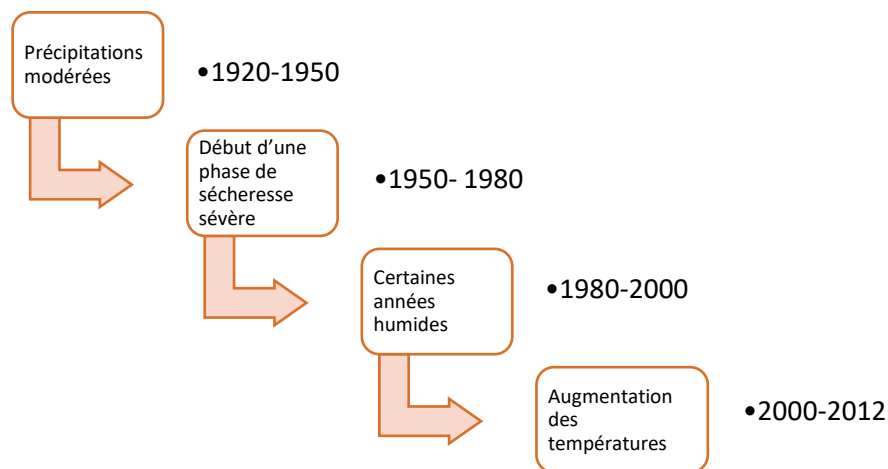 Précipitations
modérées
•1920-1950
Début d'une
phase de
sécheresse
sévère
•1950- 1980
Certaines
années
humides
•1980-2000
Augmentation
des
températures
•2000-2012